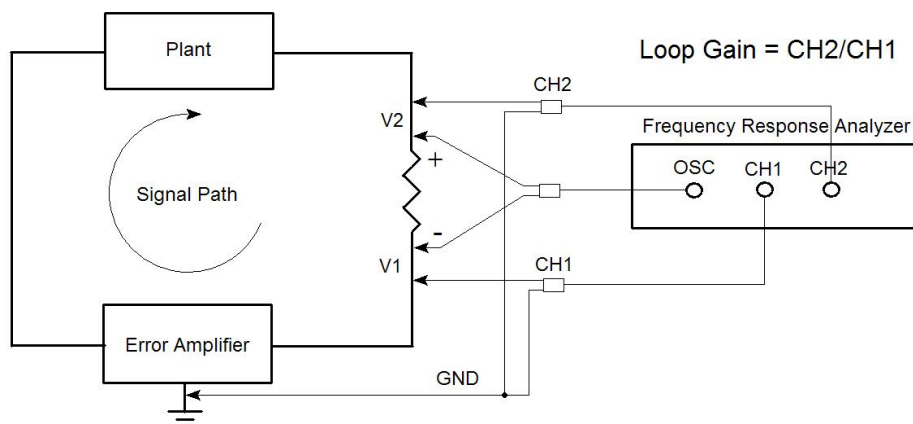 Plant
Loop Gain = CH2/CH1
CH2
V2
Frequency Response Analyzer
+
OSC
CH1
CH2
Signal Path
-
V1
CH1
Error Amplifier
GND